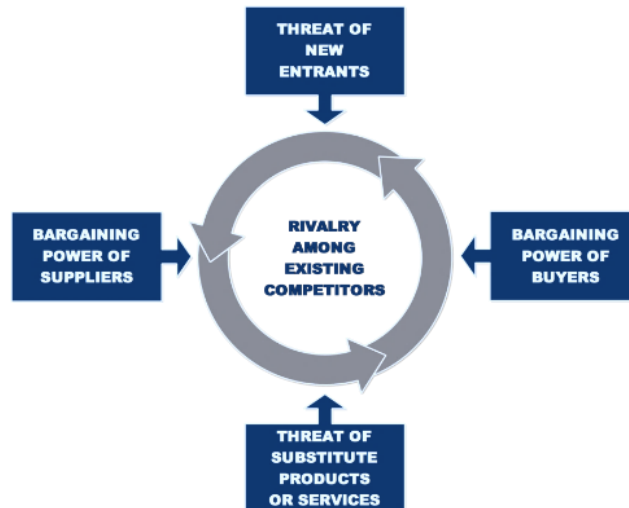 THREAT OF
NEW
ENTRANTS
BARGAINING
POWER OF
SUPPLIERS
RIVALRY
AMONG
EXISTING
COMPETITORS
BARGAINING
POWER OF
BUYERS
THREAT OF
SUBSTITUTE
PRODUCTS
OR SERVICES